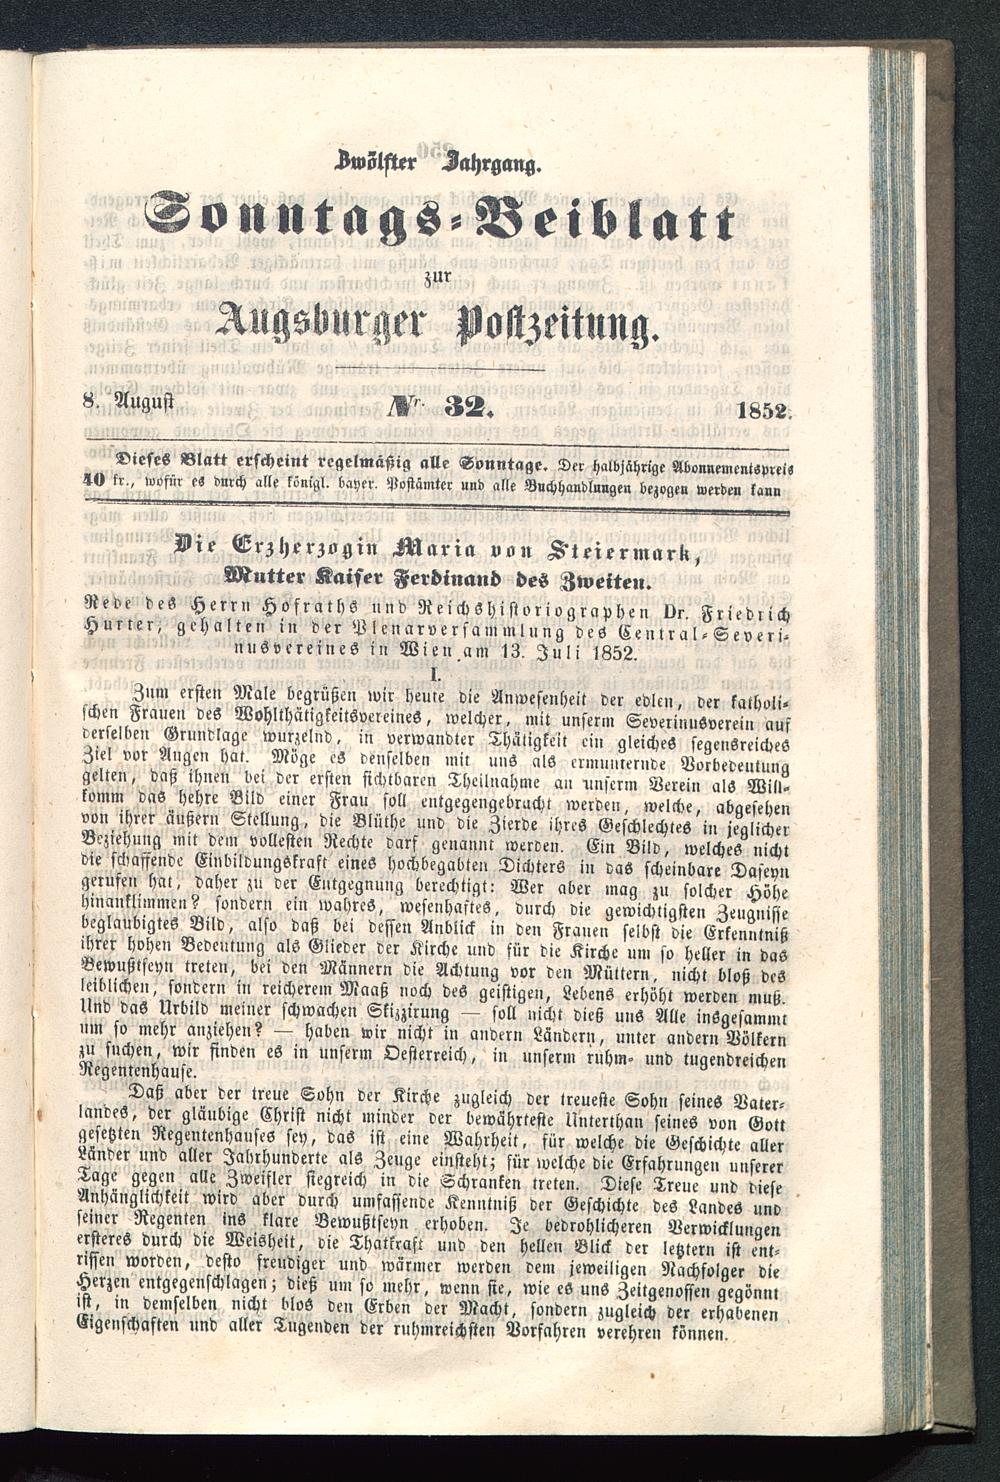 Zwölfter Jahrgang.
Sonntags-Beiblatt
zur
Augsburger Postzeitung.
8. August Nr. 32. 1852.
Dieses Blatt erscheint regelmäßig alle Sonntage. Der halbjährige Abonnementspreis
40 kr., wofür es durch alle königl. bayer. Postämter und alle Buchhandlungen bezogen werden kann
Die Erzherzogin Maria von Steiermark,
Mutter Kaiser Ferdinand des Zweiten.
Rede des Herrn Hofraths und Reichshistoriographen Dr. Friedrich
Hurter, gehalten in der Plenarversammlung des Central-Severi-
nusvereines in Wien am 13. Juli 1852.
I.
Zum ersten Male begrüßen wir heute die Anwesenheit der edlen, der katholi-
schen Frauen des Wohlthätigkeitsvereines, welcher, mit unserm Severinusverein auf
derselben Grundlage wurzelnd, in verwandter Thätigkeit ein gleiches segensreiches
Ziel vor Augen hat. Möge es denselben mit uns als ermunternde Vorbedeutung
gelten, daß ihnen bei der ersten sichtbaren Theilnahme an unserm Verein als Will-
komm das hehre Bild einer Frau soll entgegengebracht werden, welche, abgesehen
von ihrer äußern Stellung, die Blüthe und die Zierde ihres Geschlechtes in jeglicher
Beziehung mit dem vollesten Rechte darf genannt werden. Ein Bild, welches nicht
die schaffende Einbildungskraft eines hochbegabten Dichters in das scheinbare Daseyn
gerufen hat, daher zu der Entgegnung berechtigt: Wer aber mag zu solcher Höhe
hinanklimmen? sondern ein wahres, wesenhaftes, durch die gewichtigsten Zeugnisse
beglaubigtes Bild, also daß bei dessen Anblick in den Frauen selbst die Erkenntniß
ihrer hohen Bedeutung als Glieder der Kirche und für die Kirche um so heller in das
Bewußtseyn treten, bei den Männern die Achtung vor den Müttern, nicht bloß des
leiblichen, sondern in reicherem Maaß noch des geistigen, Lebens erhöht werden muß.
Und das Urbild meiner schwachen Skizzirung — soll nicht dieß uns Alle insgesammt
um so mehr anziehen? — haben wir nicht in andern Ländern, unter andern Völkern
zu suchen, wir finden es in unserm Oesterreich, in unserm ruhm- und tugendreichen
Regentenhause.
Daß aber der treue Sohn der Kirche zugleich der treueste Sohn seines Vater-
landes, der gläubige Christ nicht minder der bewährteste Unterthan seines von Gott
gesetzten Regentenhauses sey, das ist eine Wahrheit, für welche die Geschichte aller
Länder und aller Jahrhunderte als Zeuge einsteht; für welche die Erfahrungen unserer
Tage gegen alle Zweifler siegreich in die Schranken treten. Diese Treue und diese
Anhänglichkeit wird aber durch umfassende Kenntniß der Geschichte des Landes und
seiner Regenten ins klare Bewußtseyn erhoben. Je bedrohlicheren Verwicklungen
ersteres durch die Weisheit, die Thatkraft und den hellen Blick der letztern ist ent-
rissen worden, desto freudiger und wärmer werden dem jeweiligen Nachfolger die
Herzen entgegenschlagen; dieß um so mehr, wenn sie, wie es uns Zeitgenossen gegönnt
ist, in demselben nicht blos den Erben der Macht, sondern zugleich der erhabenen
Eigenschaften und aller Tugenden der ruhmreichsten Vorfahren verehren können.